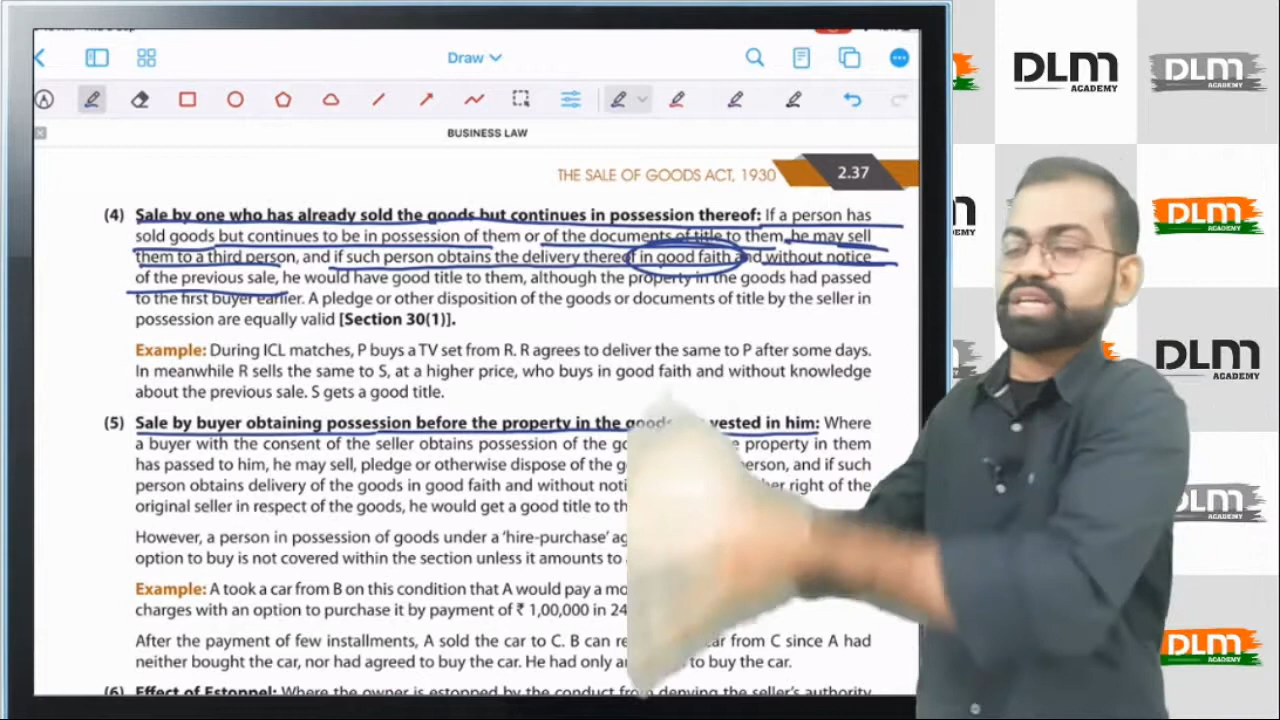 Draw
BUSINESS LAW
THE SALE OF GOODS ACT, 1930
2.37
(4) Sale by one who has already sold the goods but continues in possession thereof: If a person has
sold goods but continues to be in possession of them or of the documents of title to them, he may sell
them to a third person, and if such person obtains the delivery thereof in good faith and without notice
of the previous sale, he would have good title to them, although the property in the goods had passed
to the first buyer earlier. A pledge or other disposition of the goods or documents of title by the seller in
possession are equally valid [Section 30(1)].
Example: During ICL matches, P buys a TV set from R. R agrees to deliver the same to P after some days.
In meanwhile R sells the same to S, at a higher price, who buys in good faith and without knowledge
about the previous sale. S gets a good title.
(5) Sale by buyer obtaining possession before the property in the goods vested in him: Where
a buyer with the consent of the seller obtains possession of the property in them
has passed to him, he may sell, pledge or otherwise dispose of the person, and if such
person obtains delivery of the goods in good faith and without right of the
original seller in respect of the goods, he would get a good title to
However, a person in possession of goods under a 'hire-purchase'
option to buy is not covered within the section unless it amounts to
Example: A took a car from B on this condition that A would pay a
charges with an option to purchase it by payment of ₹ 1,00,000 in 24
After the payment of few installments, A sold the car to C. B can car from C since A had
neither bought the car, nor had agreed to buy the car. He had only to buy the car.
(6) Effect of Estoppel: Where the owner is estopped by the conduct from denying the seller's authority
DLM
ACADEMY
DLM
ACADEMY
DLM
ACADEMY
DLM
ACADEMY
DLM
ACADEMY
DLM
ACADEMY